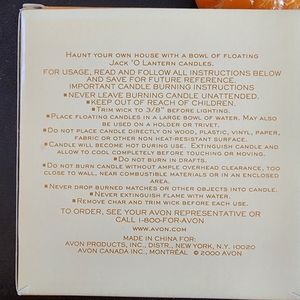 HAUNT YOUR OWN HOUSE WITH A BOWL OF FLOATING
JACK 'O LANTERN CANDLES.
FOR USAGE, READ AND FOLLOW ALL INSTRUCTIONS BELOW
AND SAVE FOR FUTURE REFERENCE.
IMPORTANT CANDLE BURNING INSTRUCTIONS
■ NEVER LEAVE BURNING CANDLE UNATTENDED.
■ KEEP OUT OF REACH OF CHILDREN.
■ TRIM WICK TO 3/8" BEFORE LIGHTING.
■ PLACE FLOATING CANDLES IN A LARGE BOWL OF WATER. MAY ALSO
BE USED ON A HOLDER OR TRIVET.
■ DO NOT PLACE CANDLE DIRECTLY ON WOOD, PLASTIC, VINYL, PAPER,
FABRIC OR OTHER NON HEAT-RESISTANT SURFACE.
■ CANDLE WILL BECOME HOT DURING USE. EXTINGUISH CANDLE AND
ALLOW TO COOL COMPLETELY BEFORE TOUCHING OR MOVING.
■ DO NOT BURN IN DRAFTS.
■ DO NOT BURN CANDLE WITHOUT AMPLE OVERHEAD CLEARANCE, TOO
CLOSE TO WALL, NEAR COMBUSTIBLE MATERIALS OR IN AN ENCLOSED
AREA.
■ NEVER DROP BURNED MATCHES OR OTHER OBJECTS INTO CANDLE.
■ NEVER EXTINGUISH FLAME WITH WATER.
■ REMOVE CHAR AND TRIM WICK BEFORE EACH USE.
TO ORDER, SEE YOUR AVON REPRESENTATIVE OR
CALL 1-800-FOR-AVON
WWW.AVON.COM
MADE IN CHINA FOR:
AVON PRODUCTS, INC., DISTR., NEW YORK, N.Y. 10020
AVON CANADA INC., MONTRÉAL © 2000 AVON